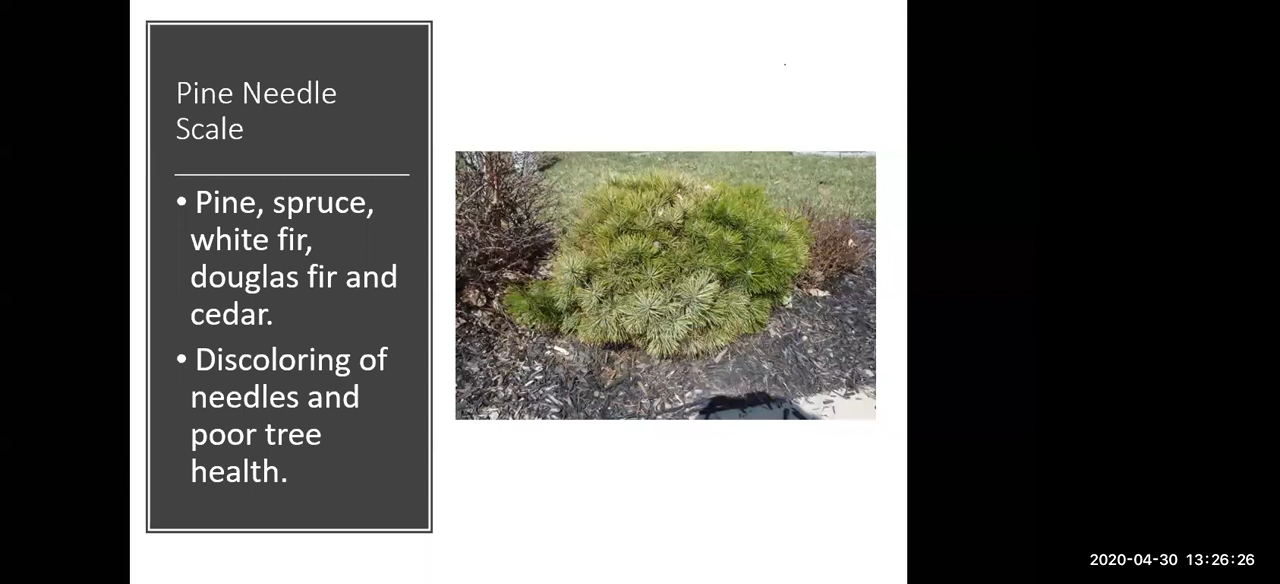 Pine Needle
Scale
• Pine, spruce,
white fir,
douglas fir and
cedar.
• Discoloring of
needles and
poor tree
health.
2020-04-30 13:26:26